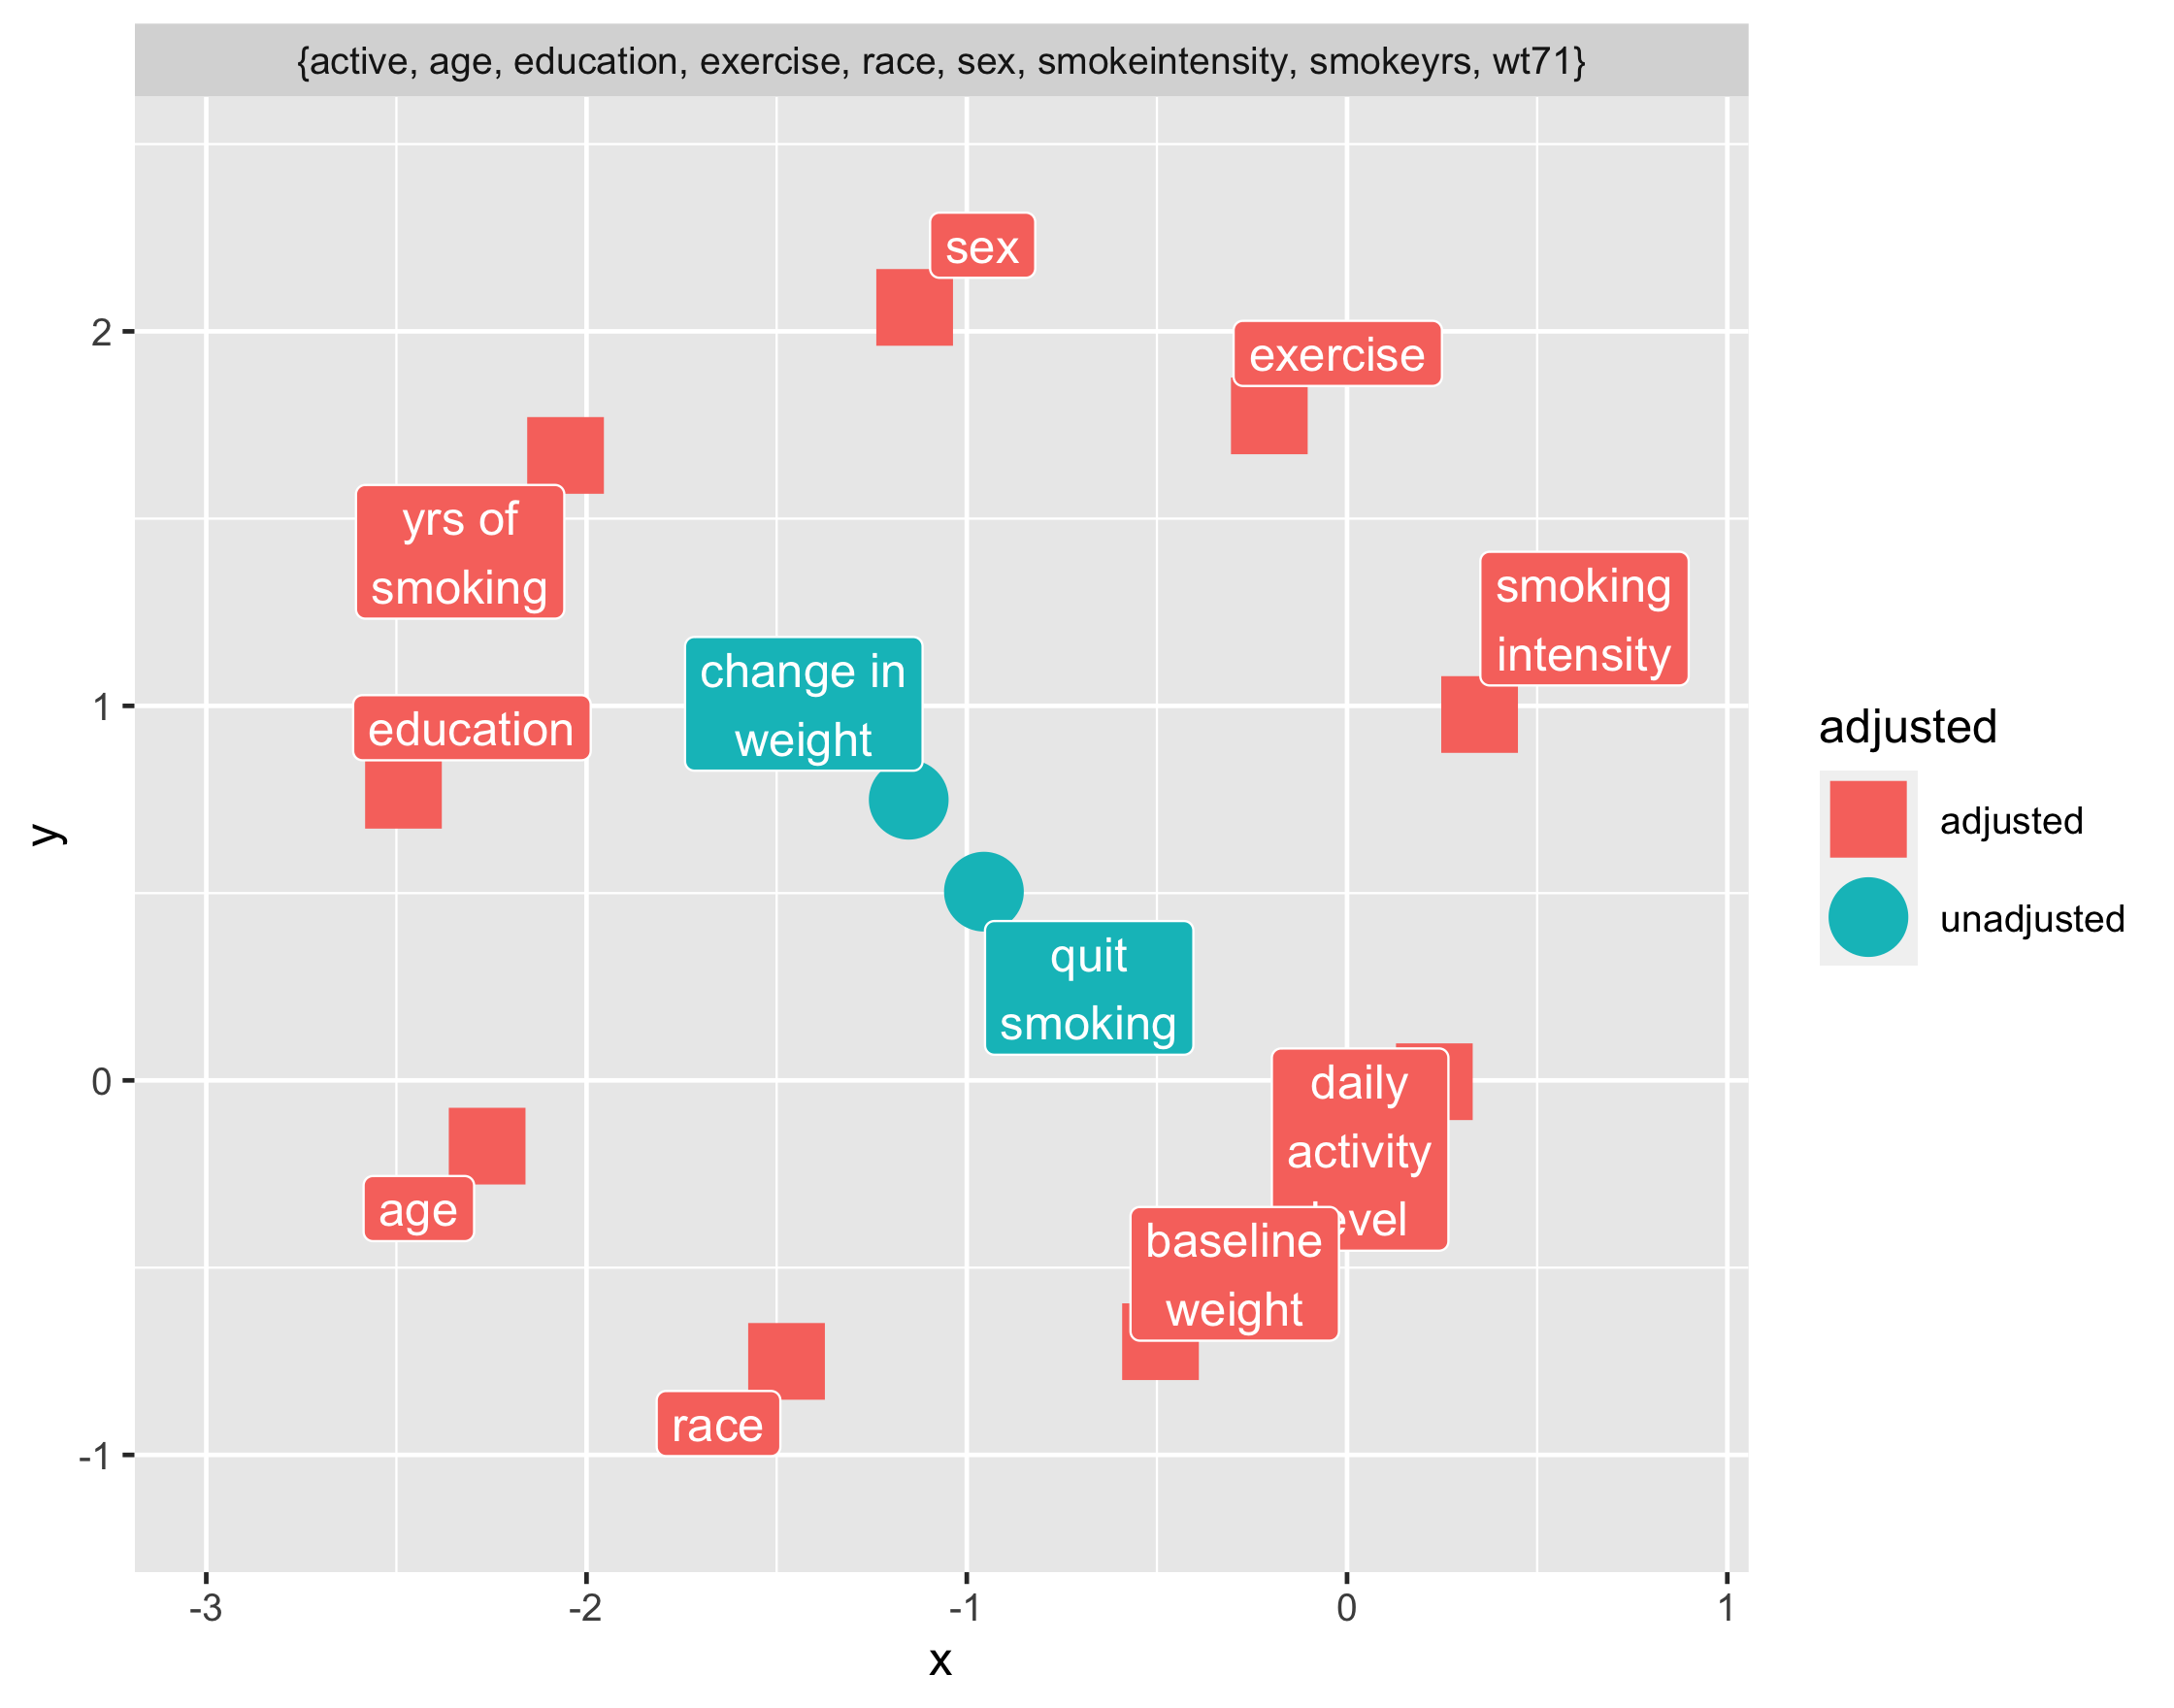 {active, age, education, exercise, race, sex, smokeintensity, smokeyrs, wt71}
sex
exercise
yrs of
smoking
smoking
intensity
change in
weight
education
quit
smoking
daily
activity
age
baseline
weight
race
2
1
0
-1
y
-3
-2
-1
0
1
x
adjusted
adjusted
unadjusted